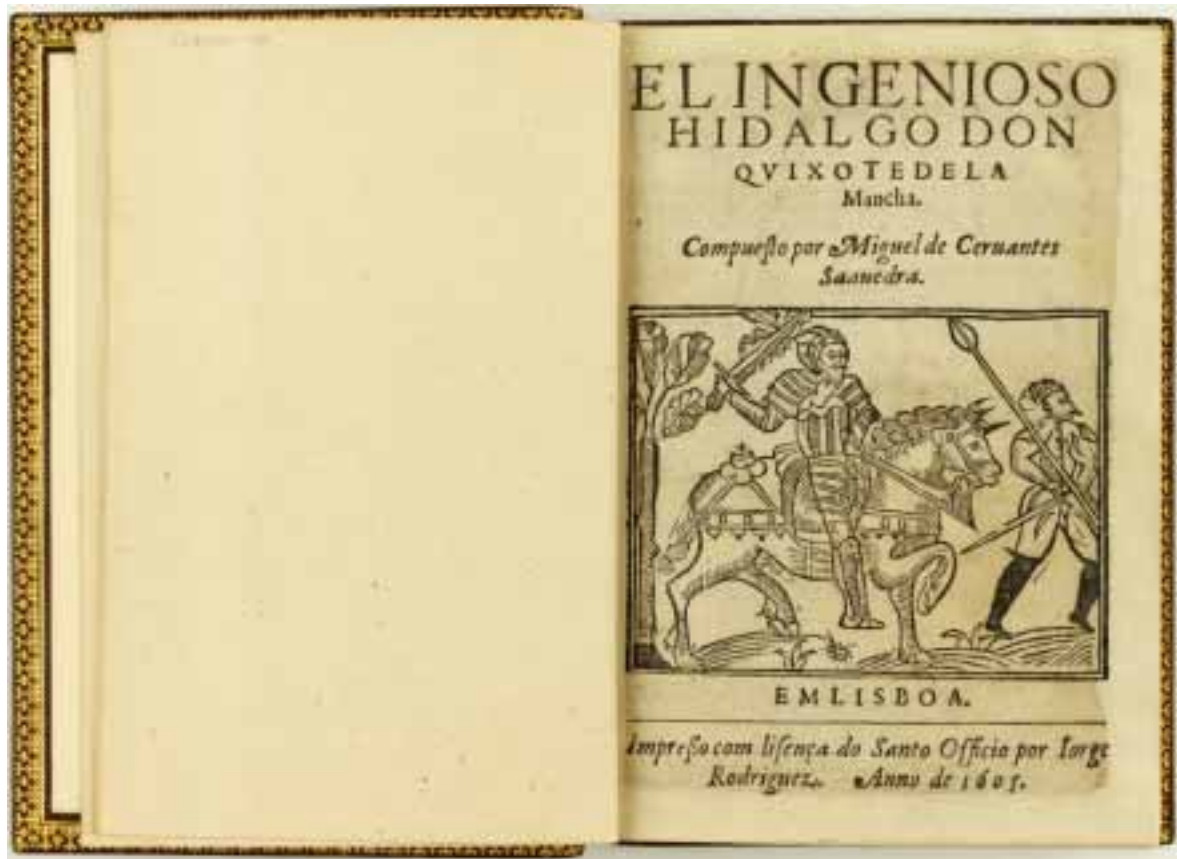 EL INGENIOSO
HIDALGO DON
QVIXOTE DE LA
Mancha.
Compueſto por Miguel de Ceruantes
Saauedra.
EM LISBOA.
Impreſſo com liſença do Santo Officio por Iorge
Rodriguez. Anno de 1605.